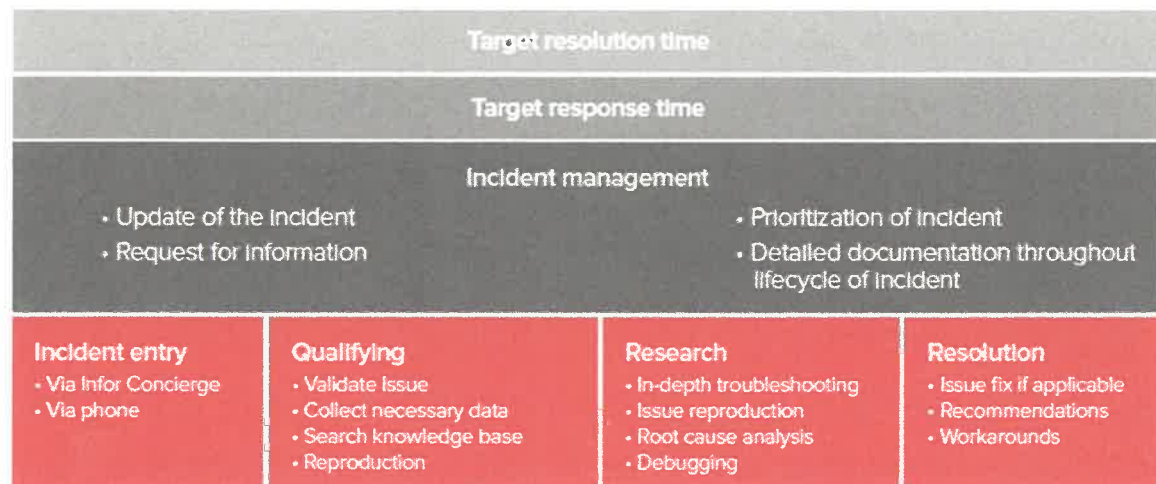 Target resolution time
Target response time
Incident management
• Update of the incident
• Request for information
• Prioritization of incident
• Detailed documentation throughout
lifecycle of incident
Incident entry
• Via Infor Concierge
• Via phone
Qualifying
• Validate Issue
• Collect necessary data
• Search knowledge base
• Reproduction
Research
• In-depth troubleshooting
• Issue reproduction
• Root cause analysis
• Debugging
Resolution
• Issue fix if applicable
• Recommendations
• Workarounds